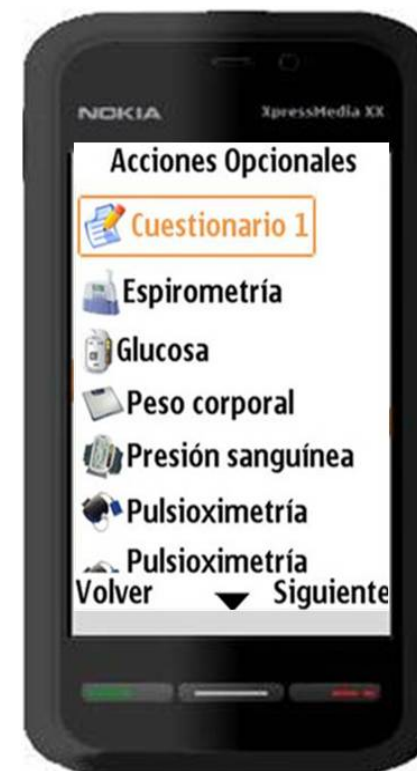 NOKIA XpressMedia XX
Acciones Opcionales
Cuestionario 1
Espirometría
Glucosa
Peso corporal
Presión sanguínea
Pulsioximetría
Pulsioximetría
Volver Siguiente